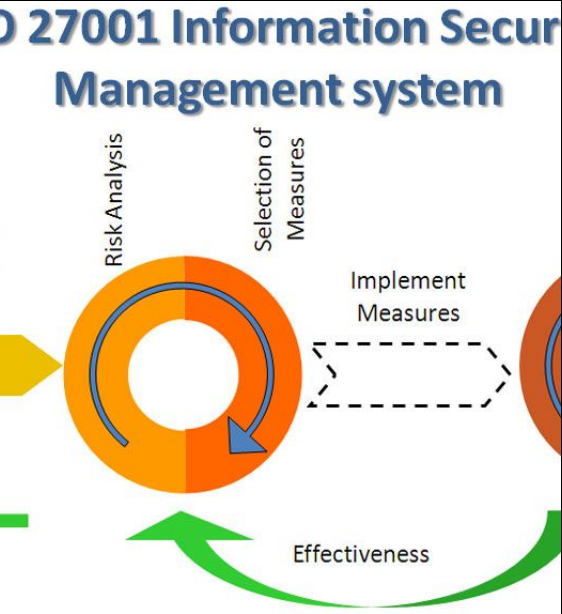 O 27001 Information Secur
Management system
Risk Analysis
Selection of
Measures
Implement
Measures
Effectiveness